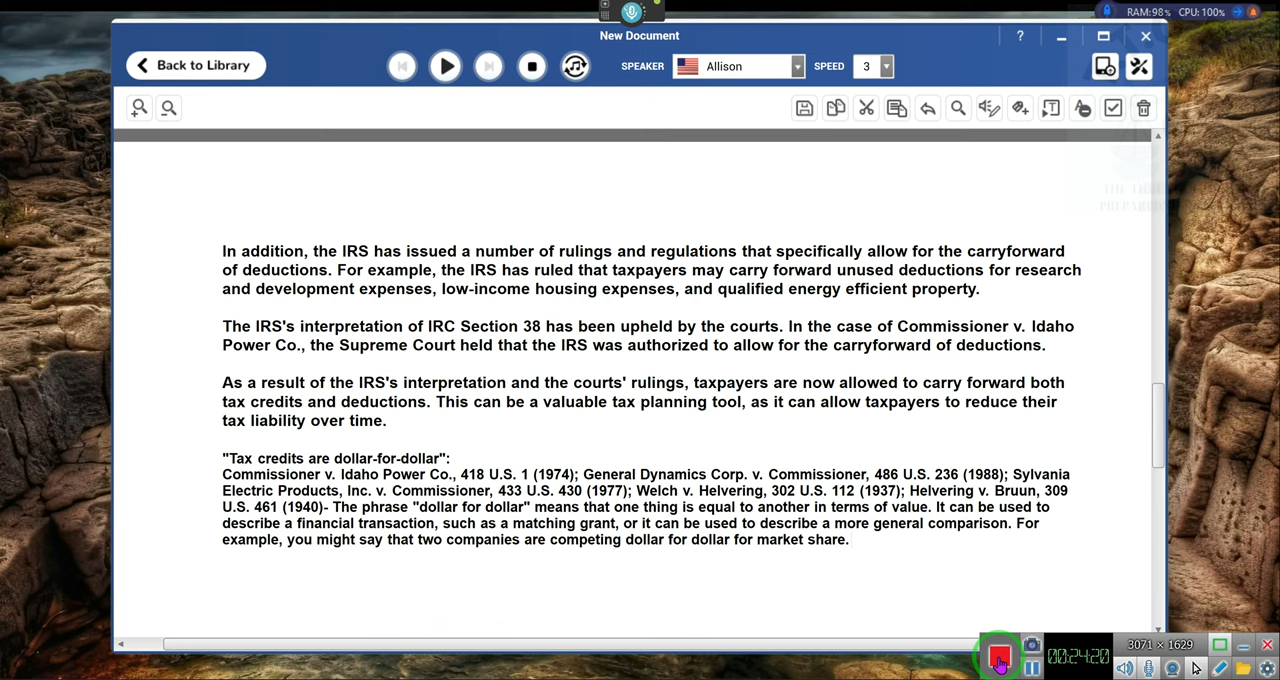 RAM:98% CPU: 100%
New Document
?
Back to Library
SPEAKER
Allison
SPEED
3
In addition, the IRS has issued a number of rulings and regulations that specifically allow for the carryforward
of deductions. For example, the IRS has ruled that taxpayers may carry forward unused deductions for research
and development expenses, low-income housing expenses, and qualified energy efficient property.
The IRS's interpretation of IRC Section 38 has been upheld by the courts. In the case of Commissioner v. Idaho
Power Co., the Supreme Court held that the IRS was authorized to allow for the carryforward of deductions.
As a result of the IRS's interpretation and the courts' rulings, taxpayers are now allowed to carry forward both
tax credits and deductions. This can be a valuable tax planning tool, as it can allow taxpayers to reduce their
tax liability over time.
"Tax credits are dollar-for-dollar":
Commissioner v. Idaho Power Co., 418 U.S. 1 (1974); General Dynamics Corp. v. Commissioner, 486 U.S. 236 (1988); Sylvania
Electric Products, Inc. v. Commissioner, 433 U.S. 430 (1977); Welch v. Helvering, 302 U.S. 112 (1937); Helvering v. Bruun, 309
U.S. 461 (1940)- The phrase "dollar for dollar" means that one thing is equal to another in terms of value. It can be used to
describe a financial transaction, such as a matching grant, or it can be used to describe a more general comparison. For
example, you might say that two companies are competing dollar for dollar for market share.
00:24:20
3071 × 1629